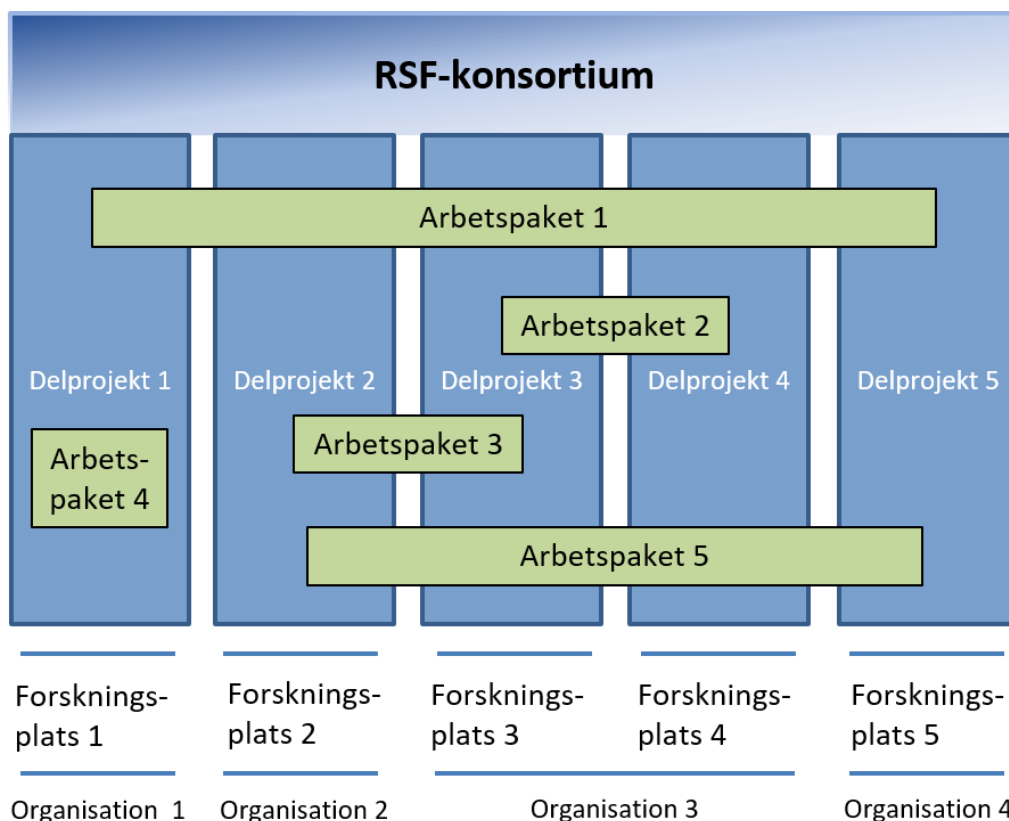 RSF-konsortium
Arbetspaket 1
Arbetspaket 2
Delprojekt 1
Delprojekt 2
Delprojekt 3
Delprojekt 4
Delprojekt 5
Arbetspaket 3
Arbets-
paket 4
Arbetspaket 5
Forsknings-
plats 1
Forsknings-
plats 2
Forsknings-
plats 3
Forsknings-
plats 4
Forsknings-
plats 5
Organisation 1
Organisation 2
Organisation 3
Organisation 4